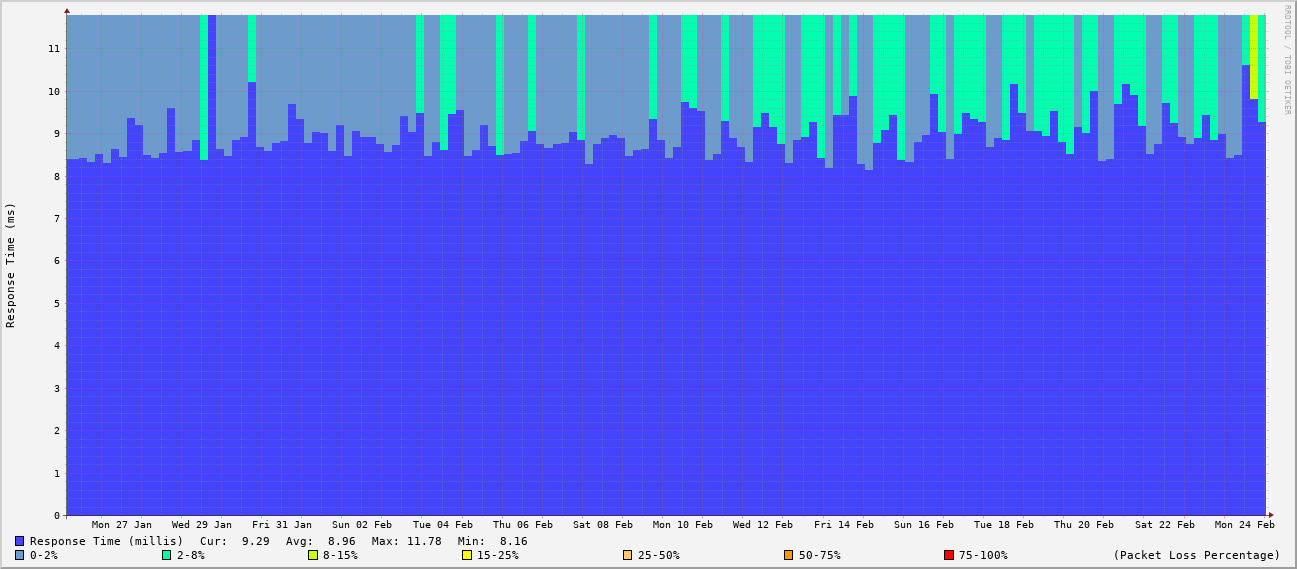 RRDTOOL / TOBI OETIKER
Response Time (ms)
11
10
9
8
7
6
5
4
3
2
1
0
Mon 27 Jan Wed 29 Jan Fri 31 Jan Sun 02 Feb Tue 04 Feb Thu 06 Feb Sat 08 Feb Mon 10 Feb Wed 12 Feb Fri 14 Feb Sun 16 Feb Tue 18 Feb Thu 20 Feb Sat 22 Feb Mon 24 Feb
Response Time (millis) Cur: 9.29 Avg: 8.96 Max: 11.78 Min: 8.16
0-2% 2-8% 8-15% 15-25% 25-50% 50-75% 75-100% (Packet Loss Percentage)